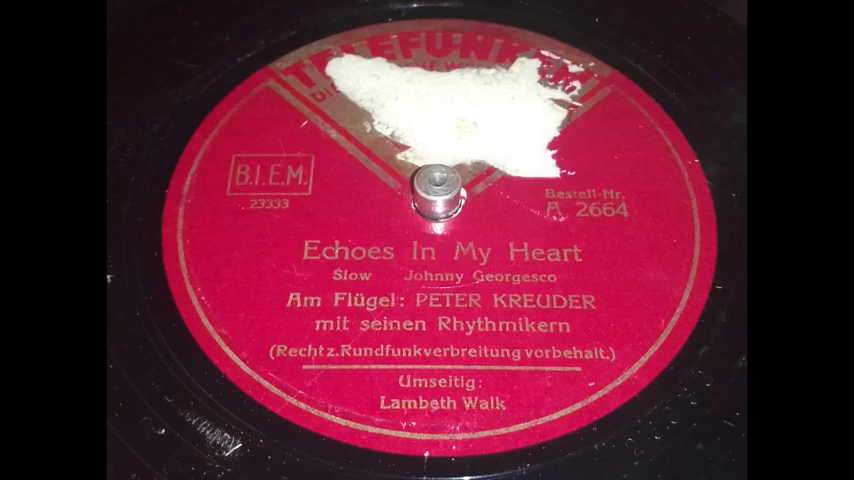 TELEFUNKEN
B.I.E.M.
23333
Bestell-Nr.
A 2664
Echoes In My Heart
Slow Johnny Georgesco
Am Flügel: PETER KREUDER
mit seinen Rhythmikern
(Recht z. Rundfunkverbreitung vorbehalt.)
Umseitig:
Lambeth Walk